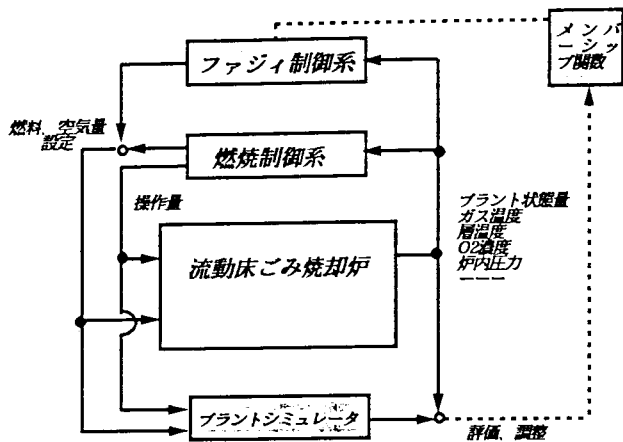 ファジィ制御系
メンバ
ーシッ
プ関数
燃料、空気量
設定
燃焼制御系
操作量
プラント状態量
ガス温度
層温度
O2濃度
炉内圧力
ーーー
流動床ごみ焼却炉
プラントシミュレータ
評価、調整